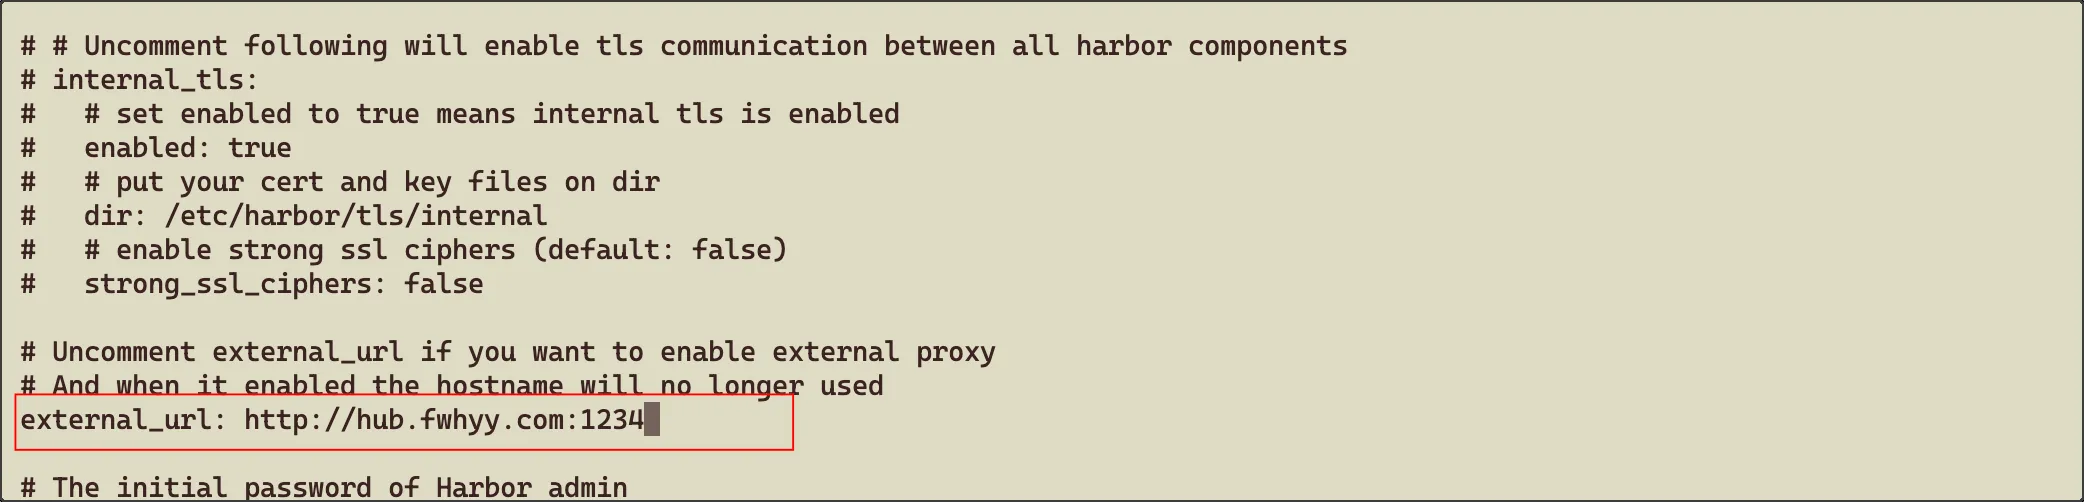 # # Uncomment following will enable tls communication between all harbor components
# internal_tls:
#   # set enabled to true means internal tls is enabled
#   enabled: true
#   # put your cert and key files on dir
#   dir: /etc/harbor/tls/internal
#   # enable strong ssl ciphers (default: false)
#   strong_ssl_ciphers: false
# Uncomment external_url if you want to enable external proxy
# And when it enabled the hostname will no longer used
external_url: http://hub.fwhyy.com:1234
# The initial password of Harbor admin